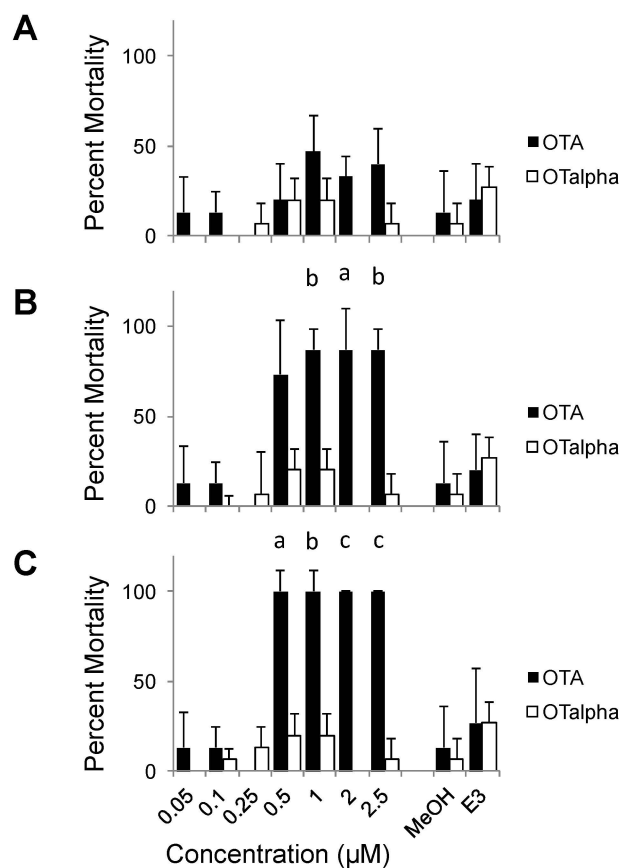 A
Percent Mortality
100
50
0
OTA
OTalpha
B
b a b
Percent Mortality
100
50
0
OTA
OTalpha
C
a b c c
Percent Mortality
100
50
0
OTA
OTalpha
0.05 0.1 0.25 0.5 1 2 2.5 MeOH E3
Concentration (µM)